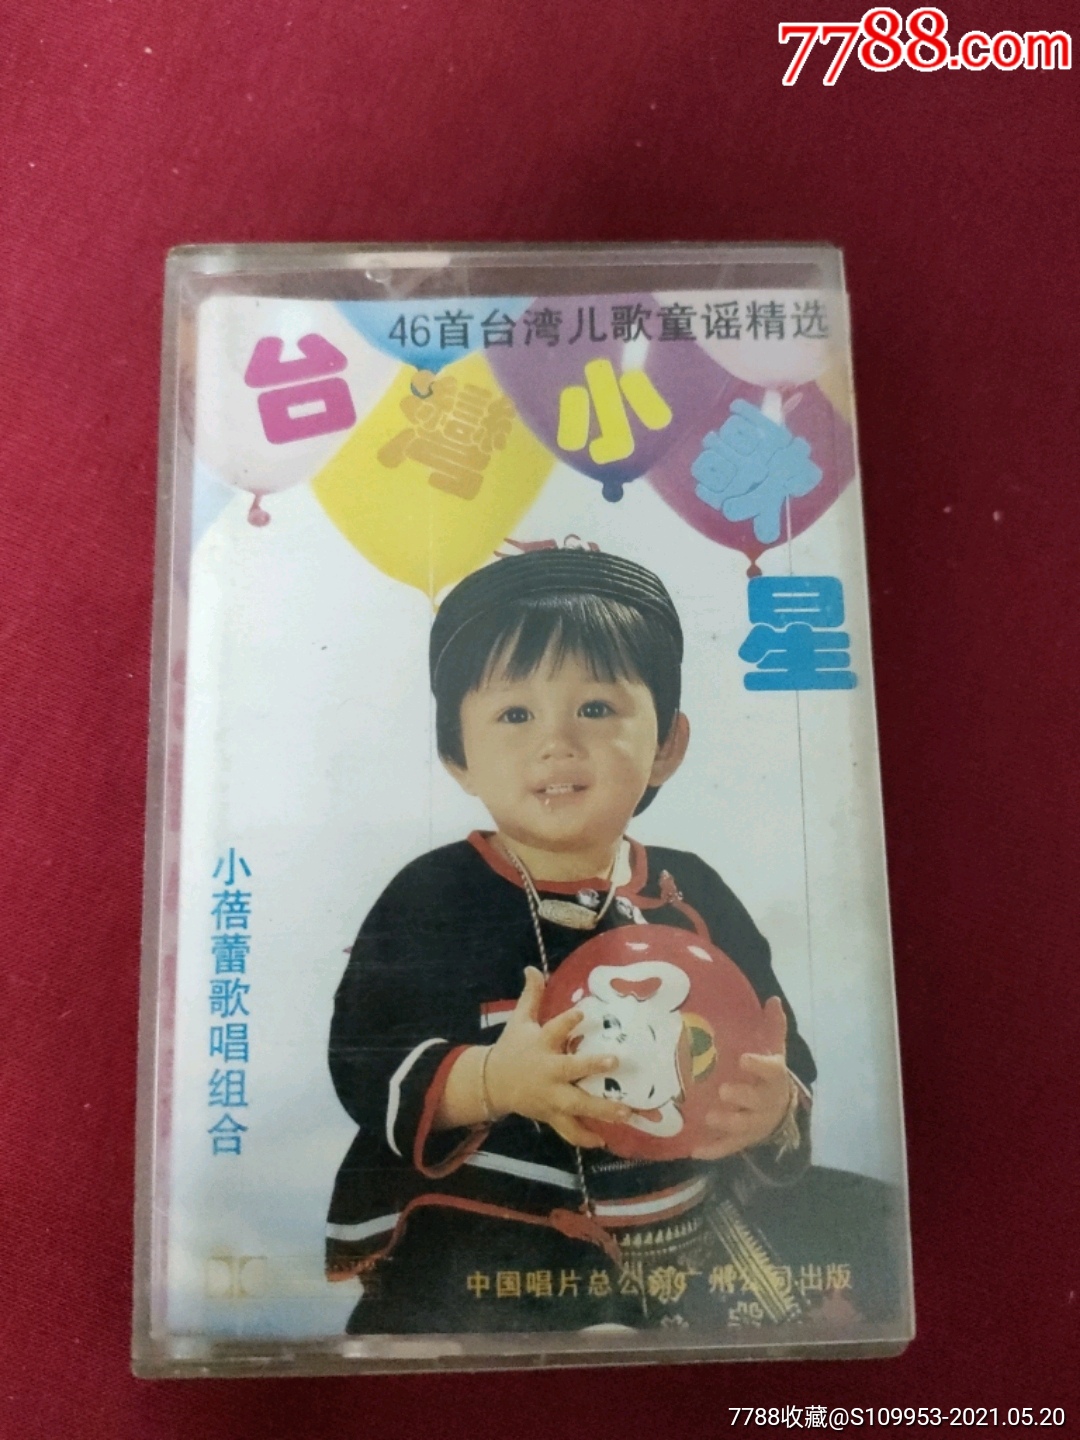 7788.com
46首台湾儿歌童谣精选
台灣小歌星
小蓓蕾歌唱组合
中国唱片总公司广州公司出版
7788收藏@S109953-2021.05.20